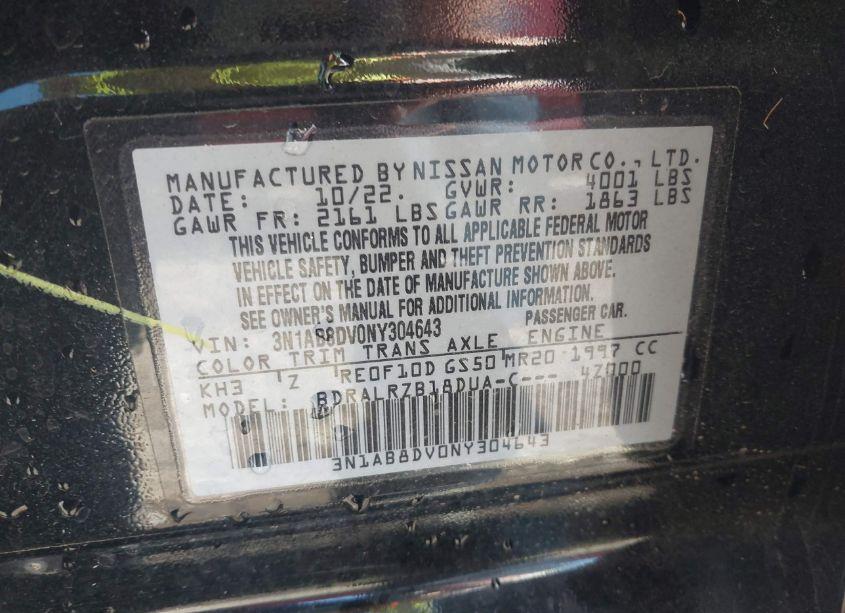 MANUFACTURED BY NISSAN MOTOR CO., LTD.
DATE: 10/22. GVWR: 4001 LBS
GAWR FR: 2161 LBS GAWR RR: 1863 LBS
THIS VEHICLE CONFORMS TO ALL APPLICABLE FEDERAL MOTOR
VEHICLE SAFETY, BUMPER AND THEFT PREVENTION STANDARDS
IN EFFECT ON THE DATE OF MANUFACTURE SHOWN ABOVE.
SEE OWNER'S MANUAL FOR ADDITIONAL INFORMATION.
VIN: 3N1AB8DV0NY304643 PASSENGER CAR.
COLOR TRIM TRANS AXLE ENGINE
KH3 Z RE0F10D GS50 MR20 1997 CC
MODEL: BDRALRZB18DUA-C--- 4Z000
3N1AB8DV0NY304643